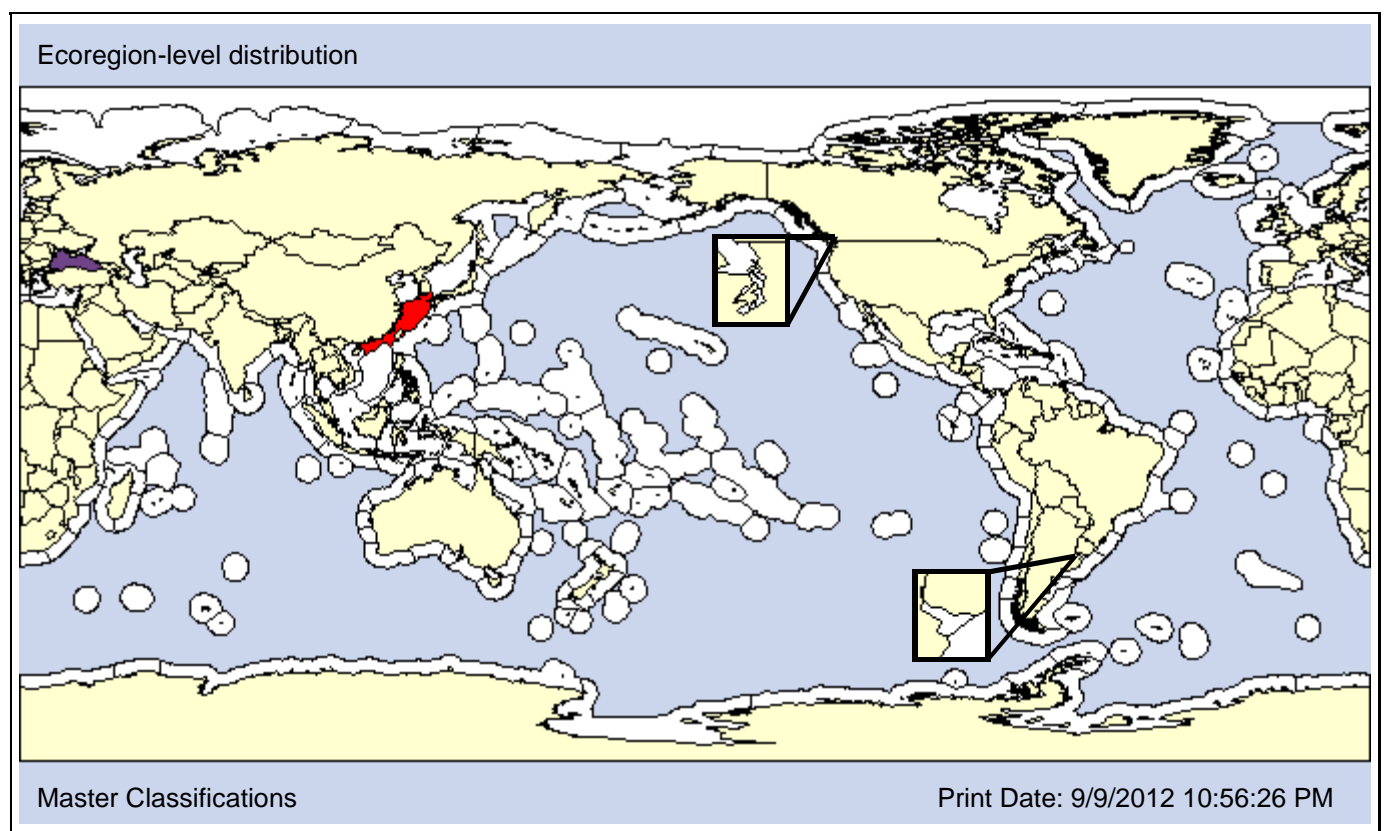 Ecoregion-level distribution
Master Classifications
Print Date: 9/9/2012 10:56:26 PM